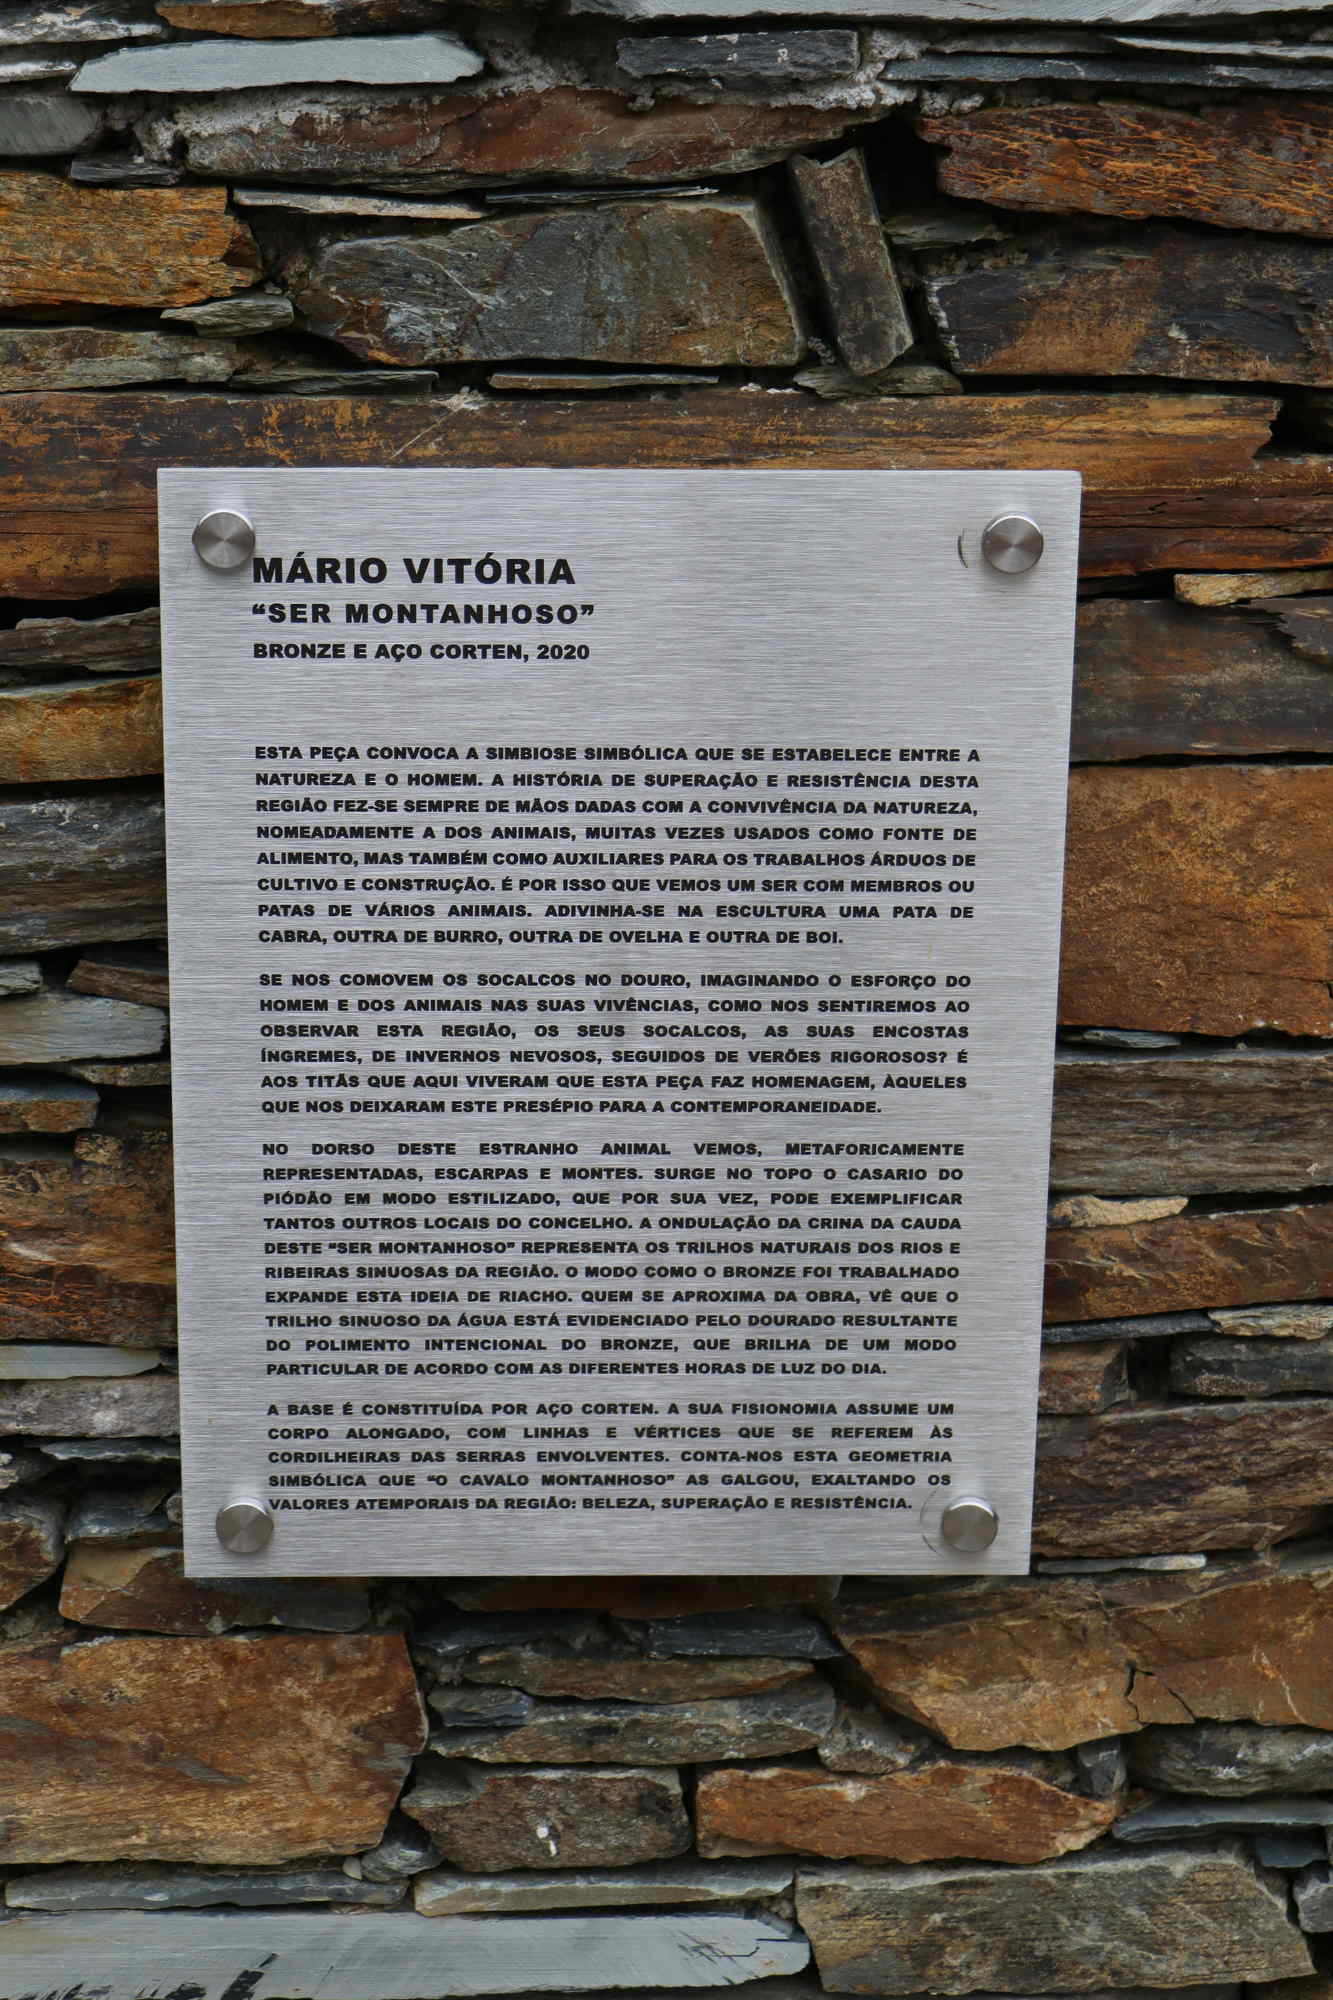 MÁRIO VITÓRIA
“SER MONTANHOSO”
BRONZE E AÇO CORTEN, 2020
ESTA PEÇA CONVOCA A SIMBIOSE SIMBÓLICA QUE SE ESTABELECE ENTRE A
NATUREZA E O HOMEM. A HISTÓRIA DE SUPERAÇÃO E RESISTÊNCIA DESTA
REGIÃO FEZ-SE SEMPRE DE MÃOS DADAS COM A CONVIVÊNCIA DA NATUREZA,
NOMEADAMENTE A DOS ANIMAIS, MUITAS VEZES USADOS COMO FONTE DE
ALIMENTO, MAS TAMBÉM COMO AUXILIARES PARA OS TRABALHOS ÁRDUOS DE
CULTIVO E CONSTRUÇÃO. É POR ISSO QUE VEMOS UM SER COM MEMBROS OU
PATAS DE VÁRIOS ANIMAIS. ADIVINHA-SE NA ESCULTURA UMA PATA DE
CABRA, OUTRA DE BURRO, OUTRA DE OVELHA E OUTRA DE BOI.
SE NOS COMOVEM OS SOCALCOS NO DOURO, IMAGINANDO O ESFORÇO DO
HOMEM E DOS ANIMAIS NAS SUAS VIVÊNCIAS, COMO NOS SENTIREMOS AO
OBSERVAR ESTA REGIÃO, OS SEUS SOCALCOS, AS SUAS ENCOSTAS
ÍNGREMES, DE INVERNOS NEVOSOS, SEGUIDOS DE VERÕES RIGOROSOS? É
AOS TITÃS QUE AQUI VIVERAM QUE ESTA PEÇA FAZ HOMENAGEM, ÀQUELES
QUE NOS DEIXARAM ESTE PRESÉPIO PARA A CONTEMPORANEIDADE.
NO DORSO DESTE ESTRANHO ANIMAL VEMOS, METAFORICAMENTE
REPRESENTADAS, ESCARPAS E MONTES. SURGE NO TOPO O CASARIO DO
PIÓDÃO EM MODO ESTILIZADO, QUE POR SUA VEZ, PODE EXEMPLIFICAR
TANTOS OUTROS LOCAIS DO CONCELHO. A ONDULAÇÃO DA CRINA DA CAUDA
DESTE “SER MONTANHOSO” REPRESENTA OS TRILHOS NATURAIS DOS RIOS E
RIBEIRAS SINUOSAS DA REGIÃO. O MODO COMO O BRONZE FOI TRABALHADO
EXPANDE ESTA IDEIA DE RIACHO. QUEM SE APROXIMA DA OBRA, VÊ QUE O
TRILHO SINUOSO DA ÁGUA ESTÁ EVIDENCIADO PELO DOURADO RESULTANTE
DO POLIMENTO INTENCIONAL DO BRONZE, QUE BRILHA DE UM MODO
PARTICULAR DE ACORDO COM AS DIFERENTES HORAS DE LUZ DO DIA.
A BASE É CONSTITUÍDA POR AÇO CORTEN. A SUA FISIONOMIA ASSUME UM
CORPO ALONGADO, COM LINHAS E VÉRTICES QUE SE REFEREM ÀS
CORDILHEIRAS DAS SERRAS ENVOLVENTES. CONTA-NOS ESTA GEOMETRIA
SIMBÓLICA QUE “O CAVALO MONTANHOSO” AS GALGOU, EXALTANDO OS
VALORES ATEMPORAIS DA REGIÃO: BELEZA, SUPERAÇÃO E RESISTÊNCIA.